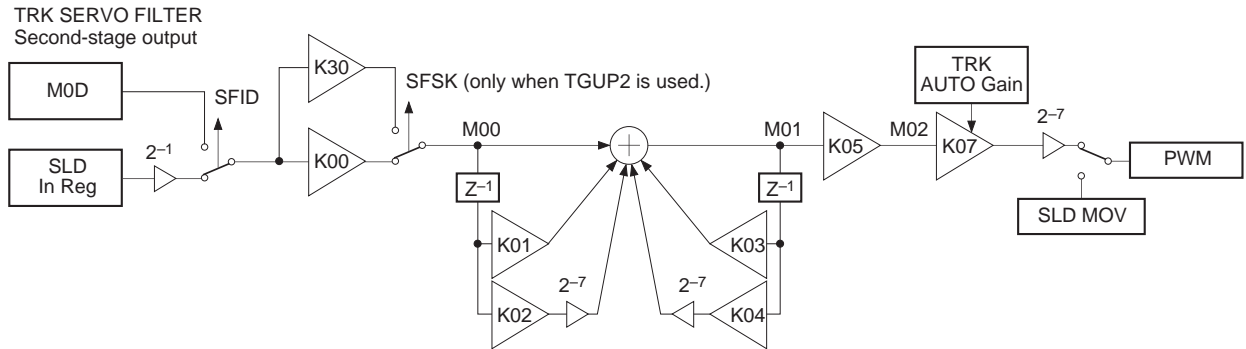 TRK SERVO FILTER
Second-stage output
M0D
SFID
SLD
In Reg
2–1
K30
K00
SFSK (only when TGUP2 is used.)
M00
Z–1
K01
K02
2–7
+
M01
Z–1
K03
K04
2–7
K05
M02
TRK
AUTO Gain
K07
2–7
PWM
SLD MOV